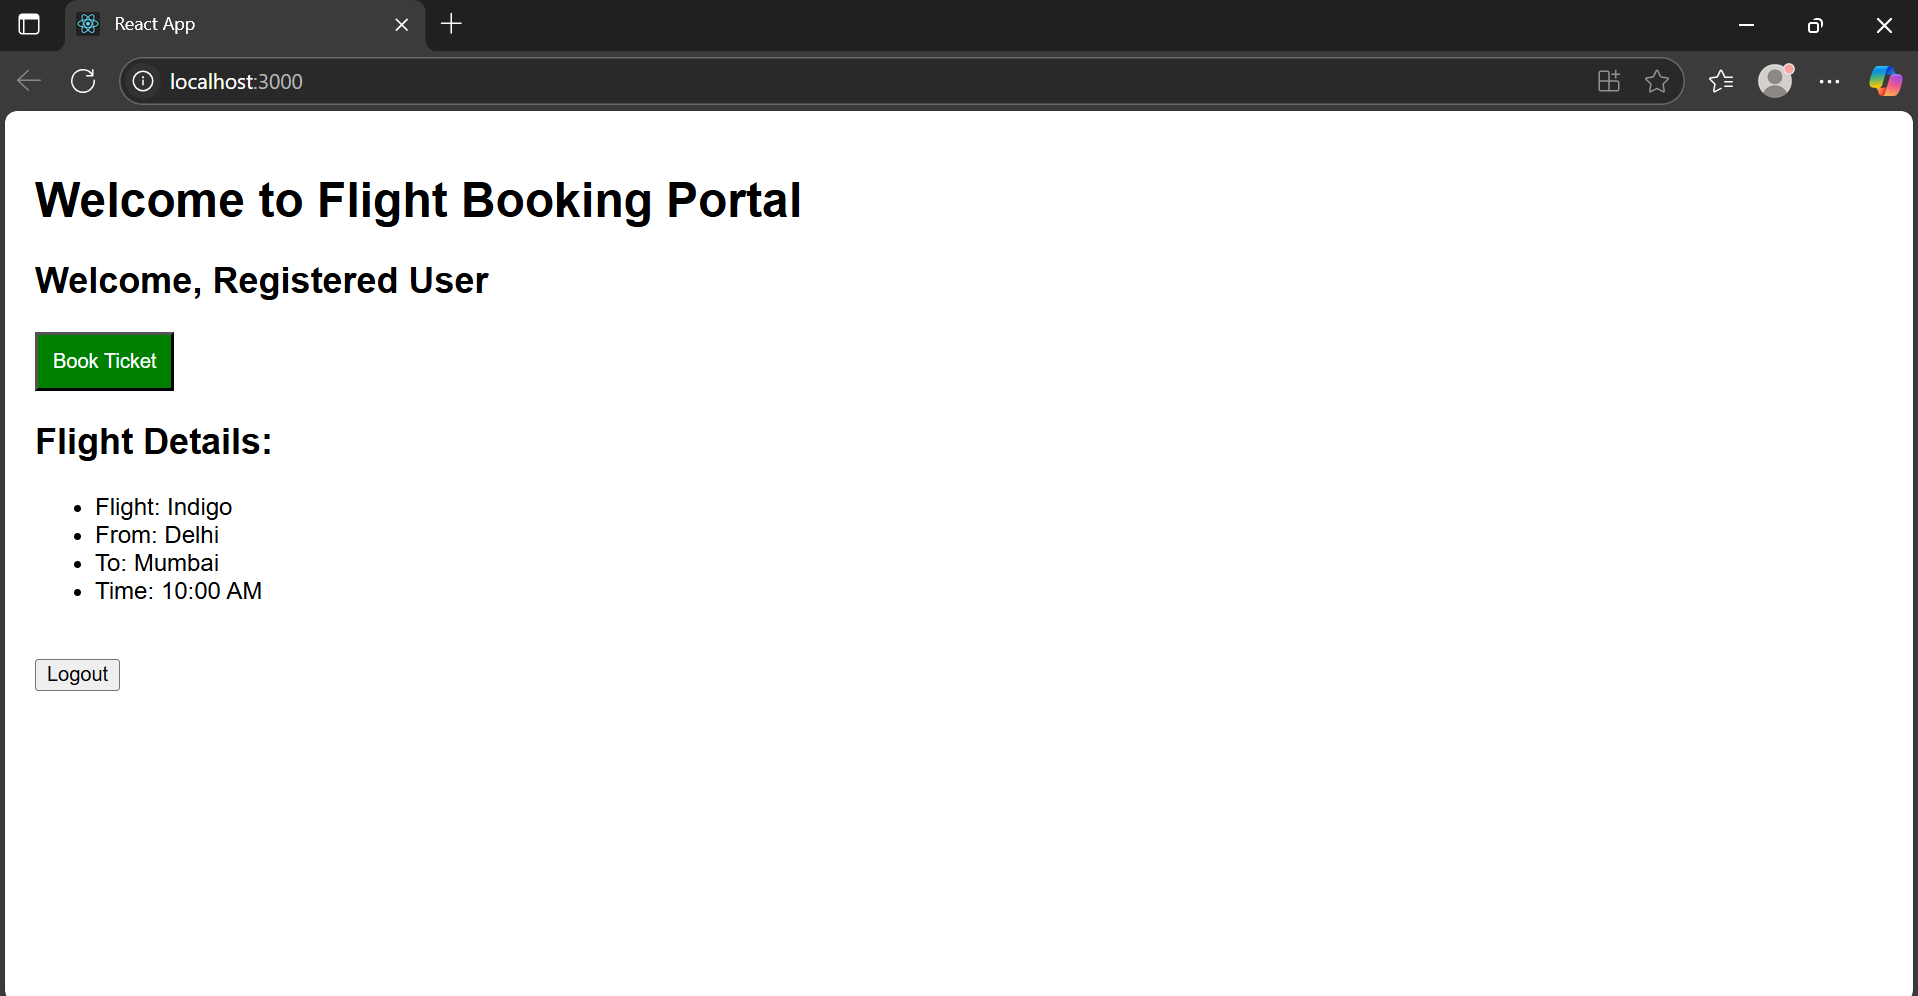 React App
localhost:3000
Welcome to Flight Booking Portal
Welcome, Registered User
Book Ticket
Flight Details:
Flight: Indigo
From: Delhi
To: Mumbai
Time: 10:00 AM
Logout